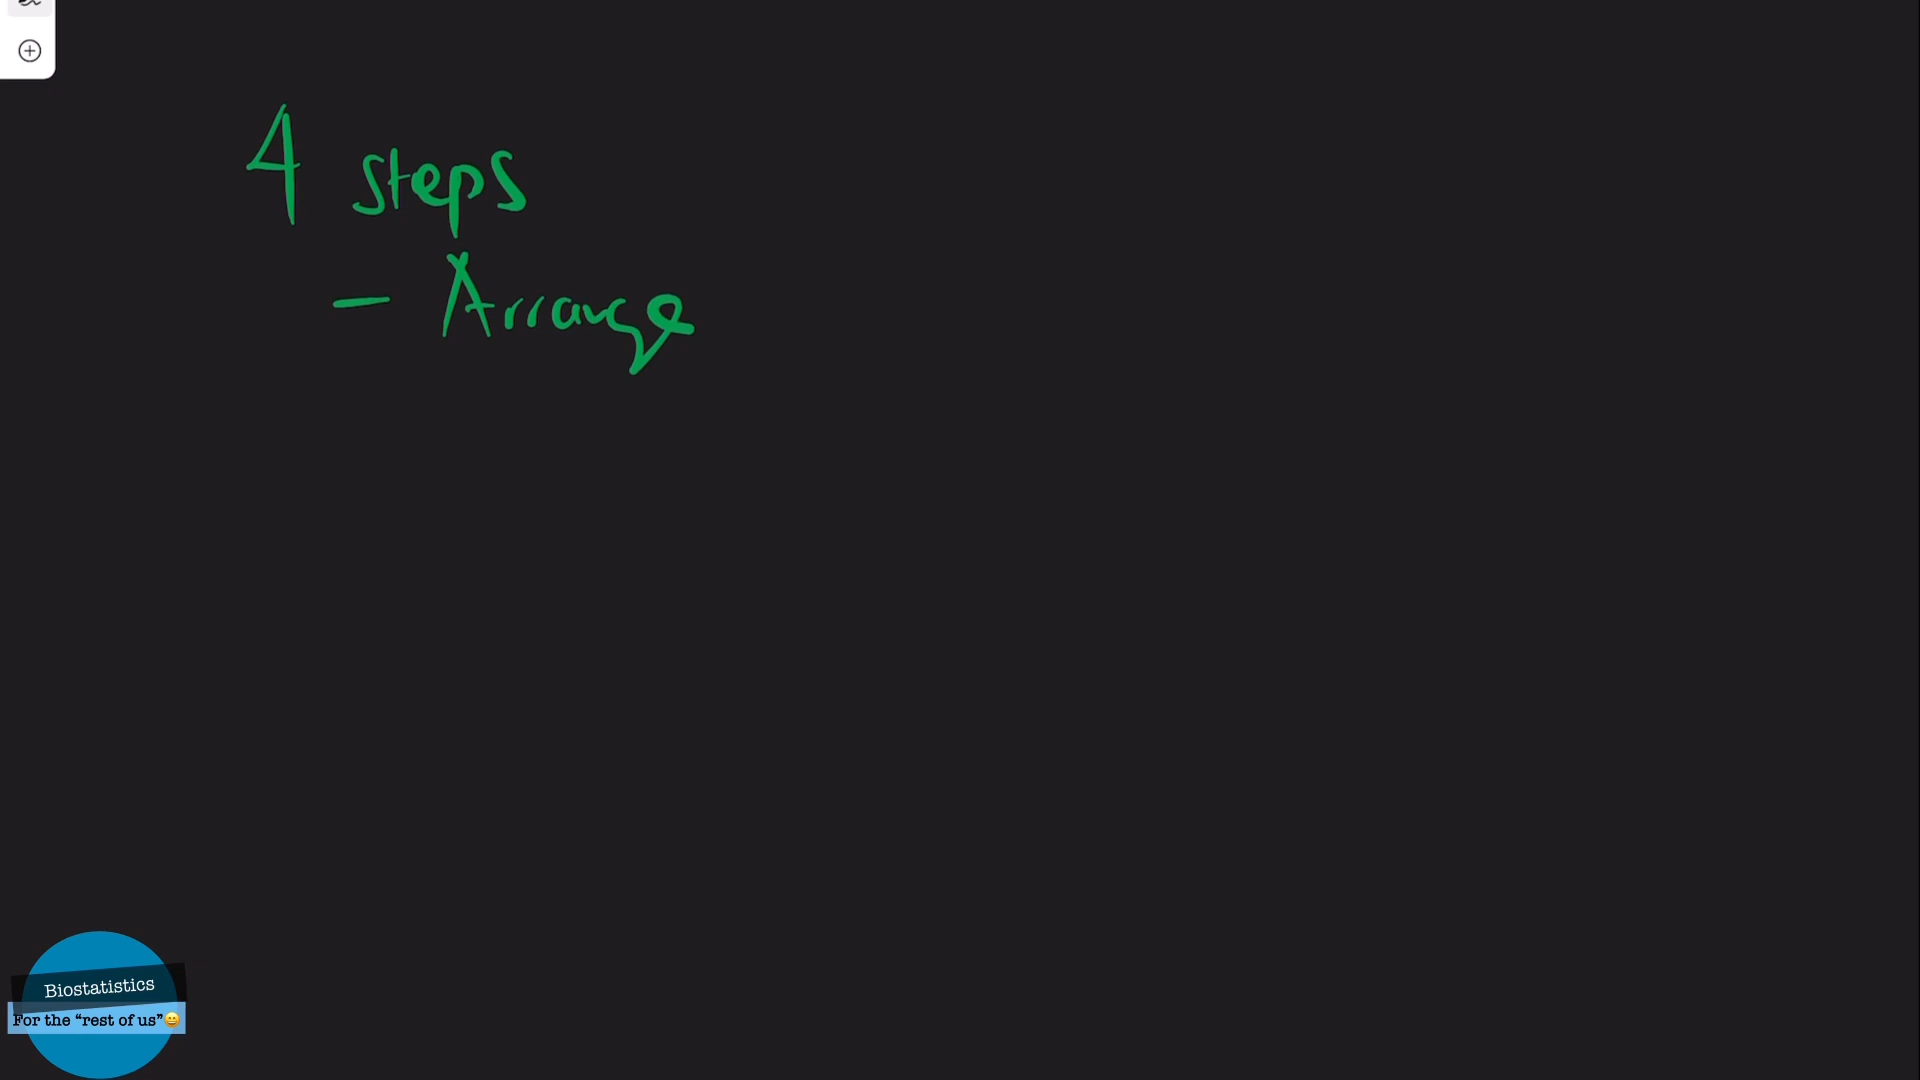 4 steps
- Arrange
Biostatistics
For the “rest of us”😄